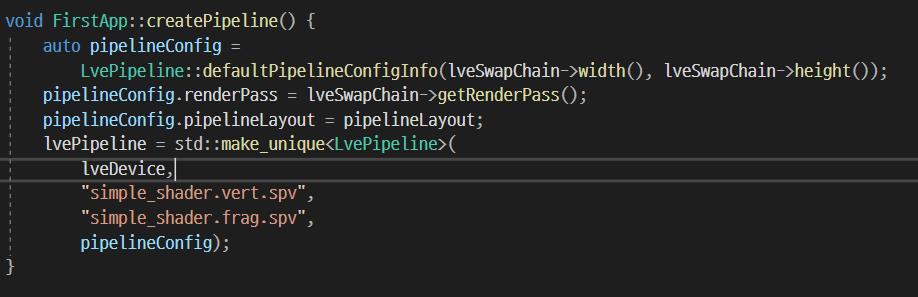 void FirstApp::createPipeline() {
    auto pipelineConfig =
        LvePipeline::defaultPipelineConfigInfo(lveSwapChain->width(), lveSwapChain->height());
    pipelineConfig.renderPass = lveSwapChain->getRenderPass();
    pipelineConfig.pipelineLayout = pipelineLayout;
    lvePipeline = std::make_unique<LvePipeline>(
        lveDevice,
        "simple_shader.vert.spv",
        "simple_shader.frag.spv",
        pipelineConfig);
}